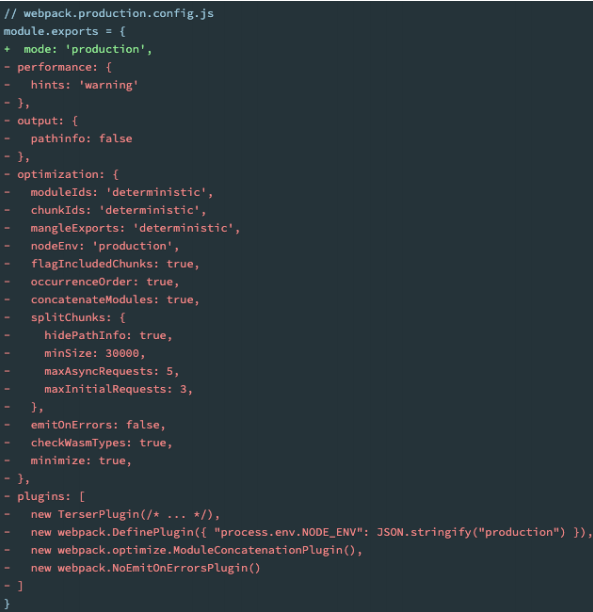 // webpack.production.config.js
module.exports = {
+  mode: 'production',
- performance: {
-   hints: 'warning'
- },
- output: {
-   pathinfo: false
- },
- optimization: {
-   moduleIds: 'deterministic',
-   chunkIds: 'deterministic',
-   mangleExports: 'deterministic',
-   nodeEnv: 'production',
-   flagIncludedChunks: true,
-   occurrenceOrder: true,
-   concatenateModules: true,
-   splitChunks: {
-     hidePathInfo: true,
-     minSize: 30000,
-     maxAsyncRequests: 5,
-     maxInitialRequests: 3,
-   },
-   emitOnErrors: false,
-   checkWasmTypes: true,
-   minimize: true,
- },
- plugins: [
-   new TerserPlugin(/* ... */),
-   new webpack.DefinePlugin({ "process.env.NODE_ENV": JSON.stringify("production") }),
-   new webpack.optimize.ModuleConcatenationPlugin(),
-   new webpack.NoEmitOnErrorsPlugin()
- ]
}